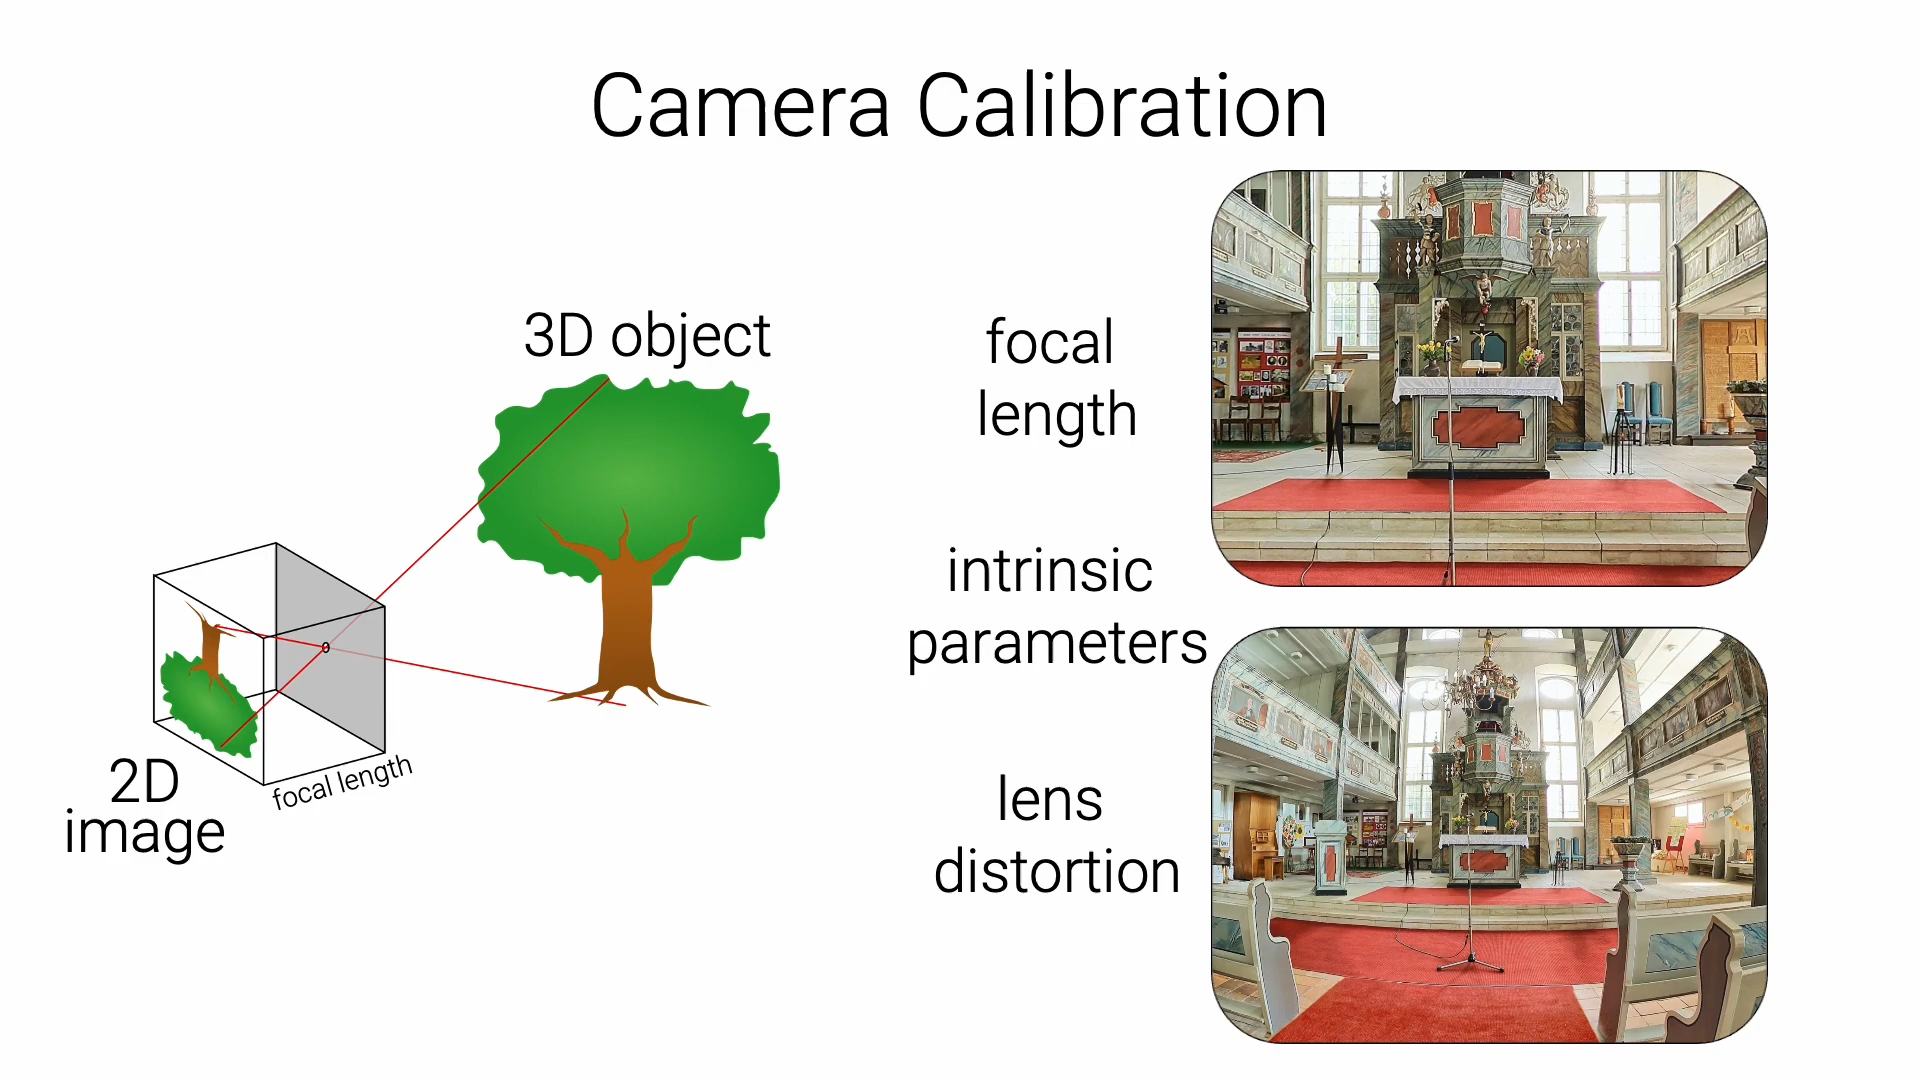 Camera Calibration
3D object
2D
image
focal length
focal
length
intrinsic
parameters
lens
distortion